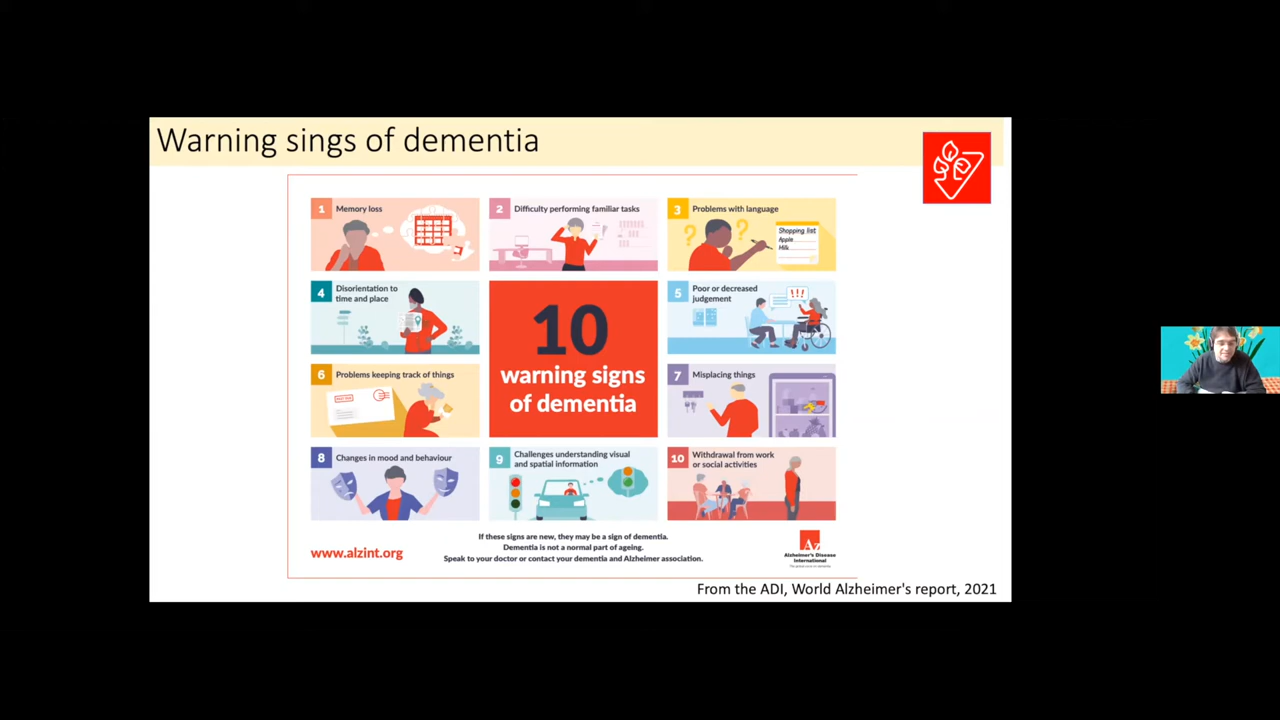 Warning sings of dementia
1 Memory loss
2 Difficulty performing familiar tasks
3 Problems with language
Shopping list
Apple
Milk
4 Disorientation to
time and place
10
warning signs
of dementia
5 Poor or decreased
judgement
!!!
6 Problems keeping track of things
7 Misplacing things
8 Changes in mood and behaviour
9 Challenges understanding visual
and spatial information
10 Withdrawal from work
or social activities
www.alzint.org
If these signs are new, they may be a sign of dementia.
Dementia is not a normal part of ageing.
Speak to your doctor or contact your dementia and Alzheimer association.
Alzheimer's Disease
International
From the ADI, World Alzheimer's report, 2021